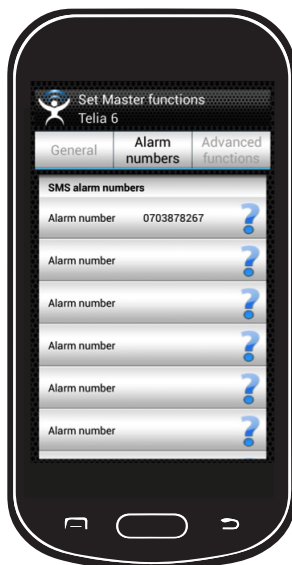 Set Master functions
Telia 6
General
Alarm
numbers
Advanced
functions
SMS alarm numbers
Alarm number 0703878267
Alarm number
Alarm number
Alarm number
Alarm number
Alarm number